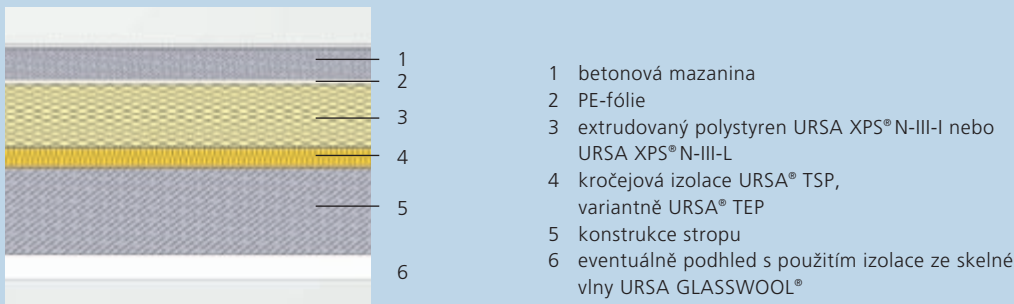 1
2
3
4
5
6
1 betonová mazanina
2 PE-fólie
3 extrudovaný polystyren URSA XPS® N-III-I nebo
URSA XPS® N-III-L
4 kročejová izolace URSA® TSP,
variantně URSA® TEP
5 konstrukce stropu
6 eventuálně podhled s použitím izolace ze skelné
vlny URSA GLASSWOOL®